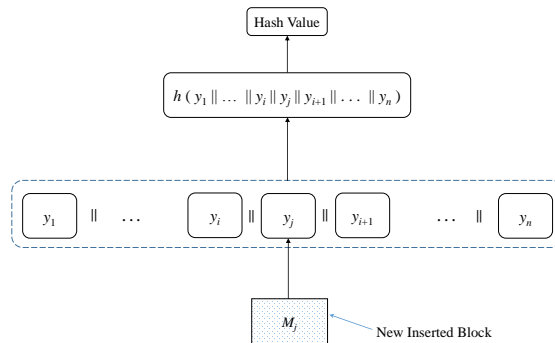 Hash Value
h ( y₁ || … || yᵢ || yⱼ || yᵢ₊₁ || . . . || yₙ )
y₁ || … yᵢ || yⱼ || yᵢ₊₁ … || yₙ
Mⱼ
New Inserted Block